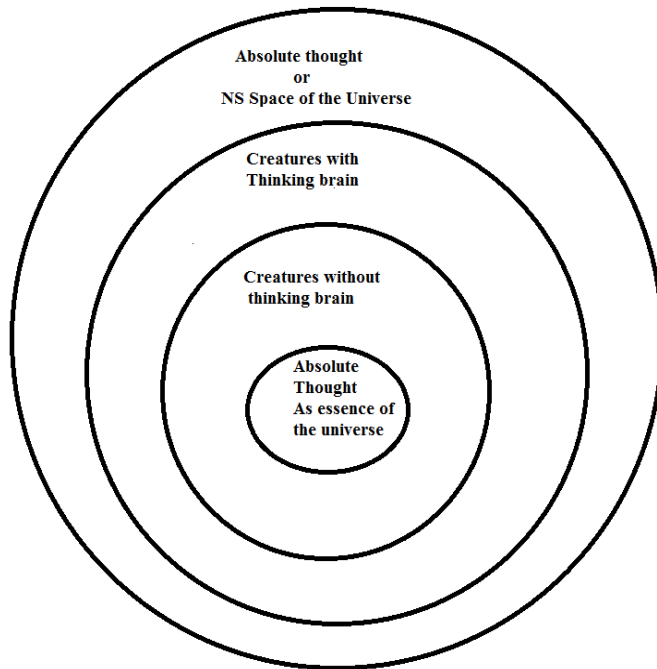 Absolute thought
or
NS Space of the Universe
Creatures with
Thinking brain
Creatures without
thinking brain
Absolute
Thought
As essence of
the universe